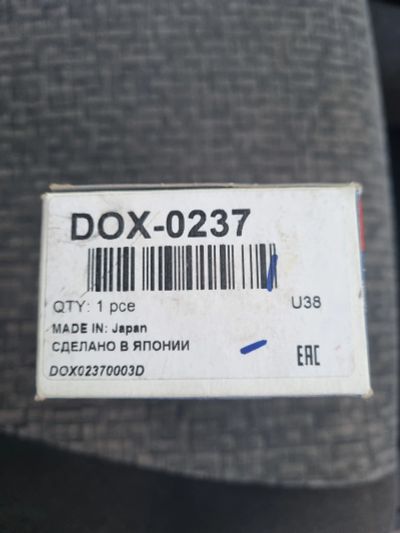 DOX-0237
QTY: 1 pce
U38
MADE IN: Japan
СДЕЛАНО В ЯПОНИИ
EAC
DOX02370003D